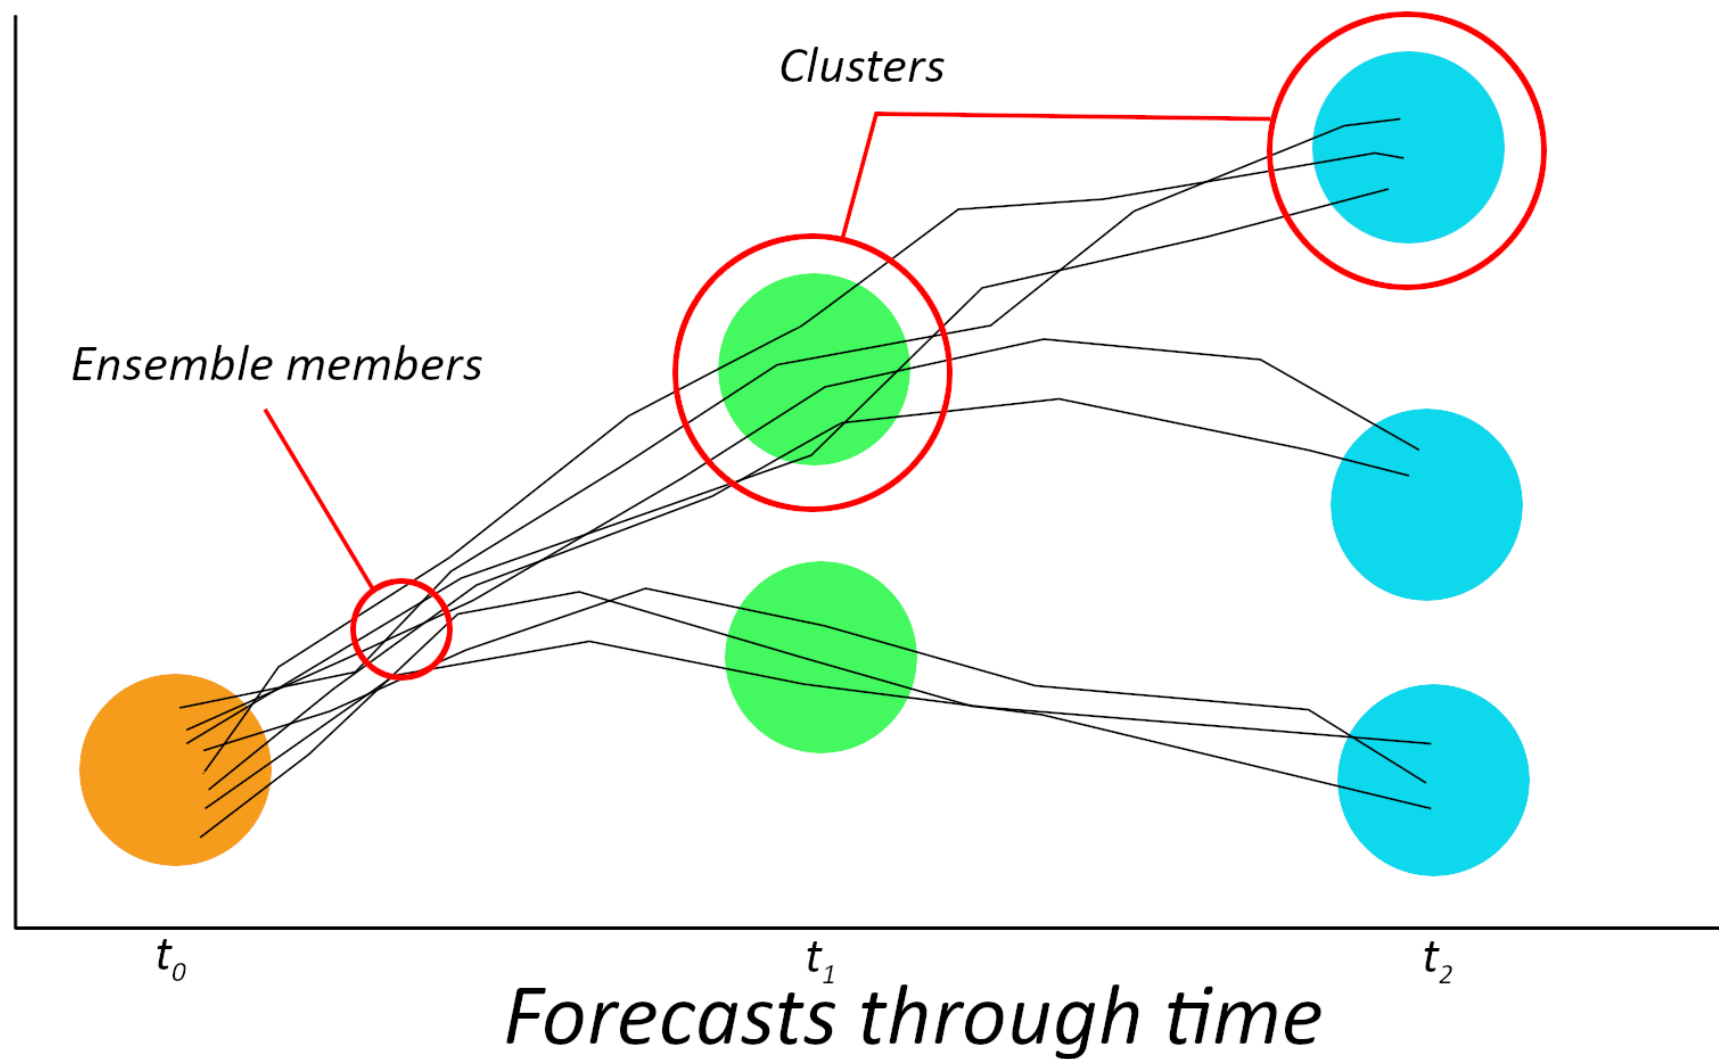 Clusters
Ensemble members
t₀ t₁ t₂
Forecasts through time